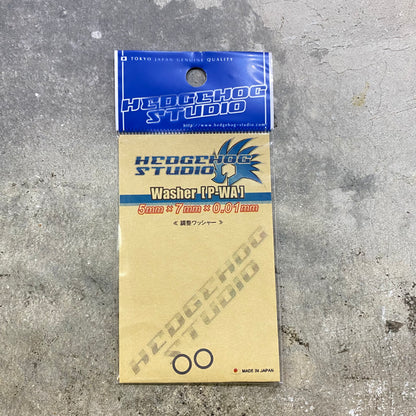 TOKYO JAPAN GENUINE QUALITY
HEDGEHOG
STUDIO
http://www.hedgehog-studio.com
HEDGEHOG
STUDIO
Washer [P-WA]
5mm×7mm×0.01mm
≪ 調整ワッシャー ≫
HEDGEHOG
STUDIO
MADE IN JAPAN